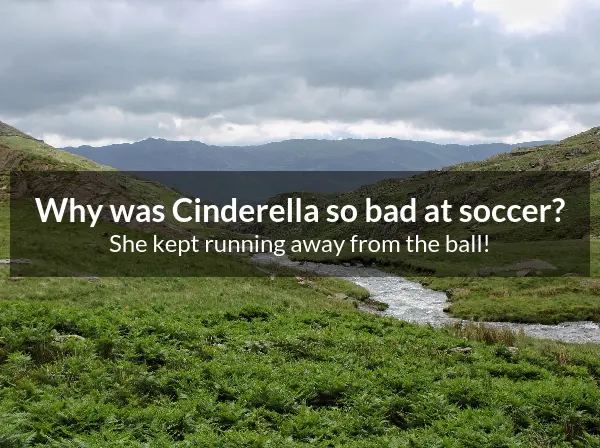 Why was Cinderella so bad at soccer?
She kept running away from the ball!